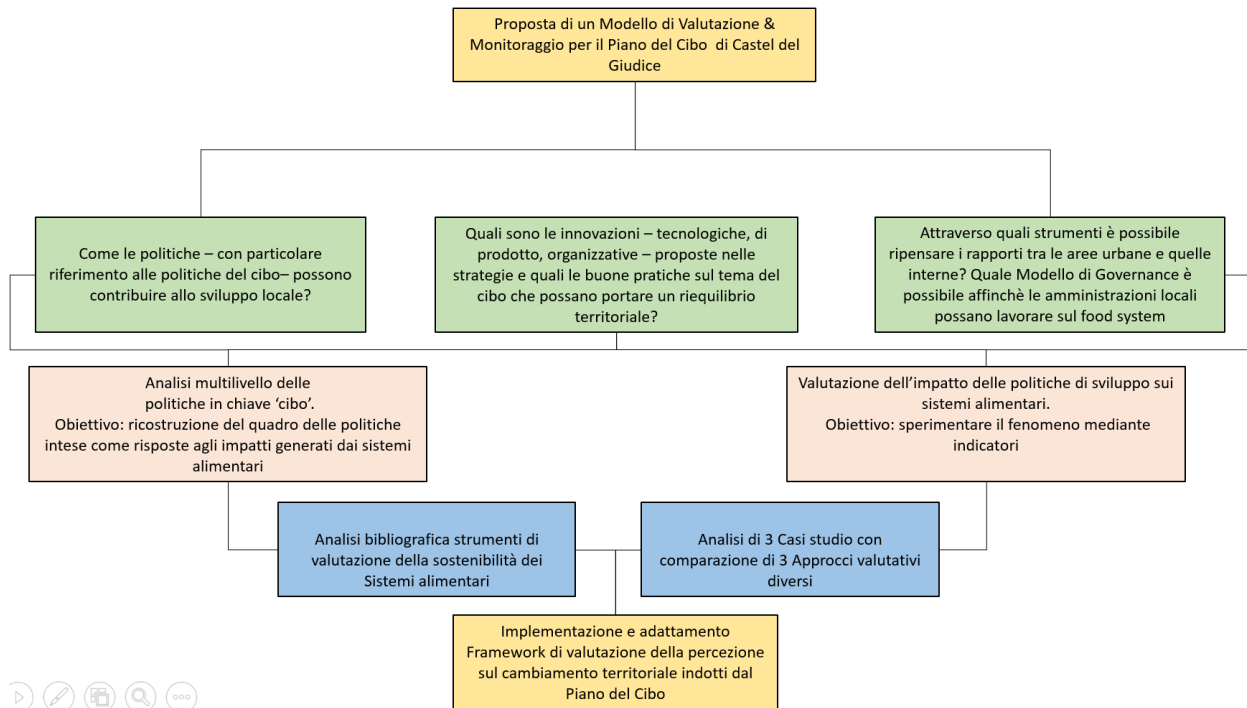 Proposta di un Modello di Valutazione &
Monitoraggio per il Piano del Cibo di Castel del
Giudice
Come le politiche – con particolare
riferimento alle politiche del cibo– possono
contribuire allo sviluppo locale?
Quali sono le innovazioni – tecnologiche, di
prodotto, organizzative – proposte nelle
strategie e quali le buone pratiche sul tema del
cibo che possano portare un riequilibrio
territoriale?
Attraverso quali strumenti è possibile
ripensare i rapporti tra le aree urbane e quelle
interne? Quale Modello di Governance è
possibile affinchè le amministrazioni locali
possano lavorare sul food system
Analisi multilivello delle
politiche in chiave ‘cibo’.
Obiettivo: ricostruzione del quadro delle politiche
intese come risposte agli impatti generati dai sistemi
alimentari
Valutazione dell’impatto delle politiche di sviluppo sui
sistemi alimentari.
Obiettivo: sperimentare il fenomeno mediante
indicatori
Analisi bibliografica strumenti di
valutazione della sostenibilità dei
Sistemi alimentari
Analisi di 3 Casi studio con
comparazione di 3 Approcci valutativi
diversi
Implementazione e adattamento
Framework di valutazione della percezione
sul cambiamento territoriale indotti dal
Piano del Cibo